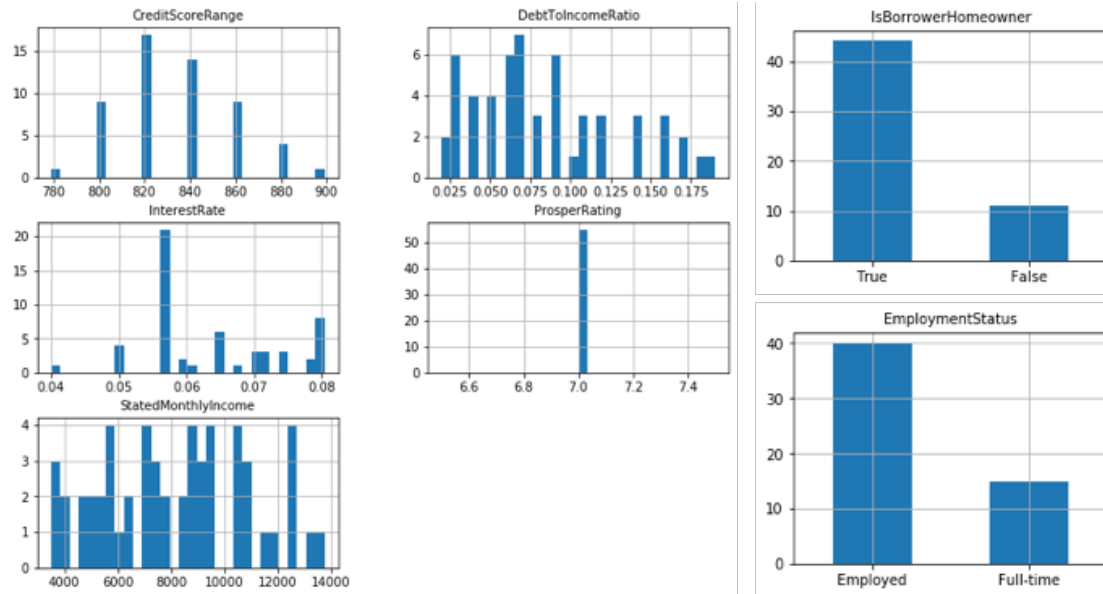 CreditScoreRange
15
10
5
0
780 800 820 840 860 880 900
DebtToIncomeRatio
6
4
2
0
0.025 0.050 0.075 0.100 0.125 0.150 0.175
InterestRate
20
15
10
5
0
0.04 0.05 0.06 0.07 0.08
ProsperRating
50
40
30
20
10
0
6.6 6.8 7.0 7.2 7.4
StatedMonthlyIncome
4
3
2
1
0
4000 6000 8000 10000 12000 14000
IsBorrowerHomeowner
40
30
20
10
0
True False
EmploymentStatus
40
30
20
10
0
Employed Full-time